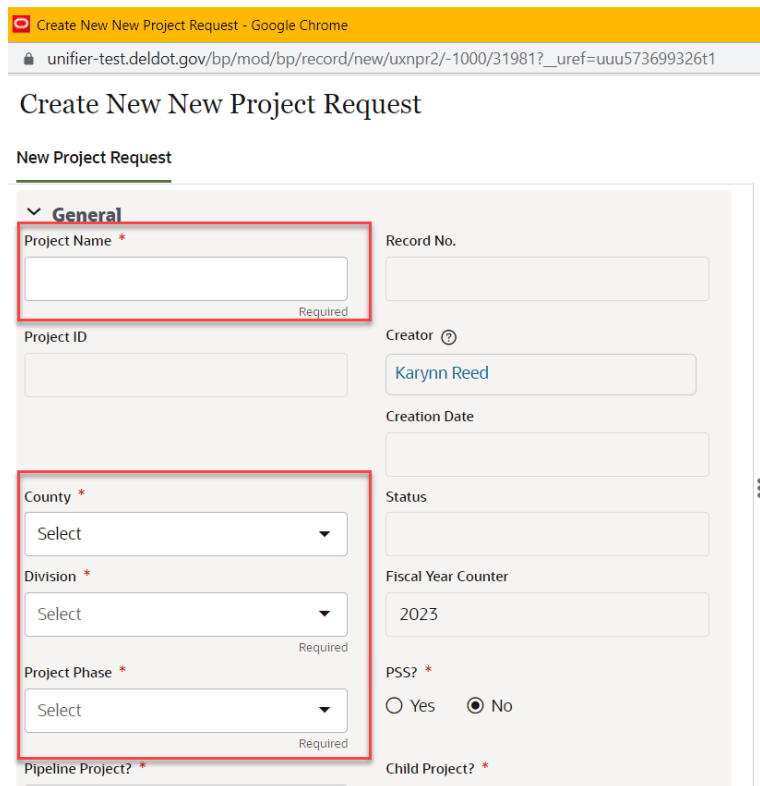 Create New New Project Request - Google Chrome
unifier-test.deldot.gov/bp/mod/bp/record/new/uxnpr2/-1000/31981?__uref=uuu573699326t1
Create New New Project Request
New Project Request
General
Project Name *
Record No.
Required
Project ID
Creator ?
Karynn Reed
Creation Date
County *
Status
Select
Division *
Fiscal Year Counter
Select
2023
Required
Project Phase *
PSS? *
Select
Yes No
Required
Pipeline Project? *
Child Project? *